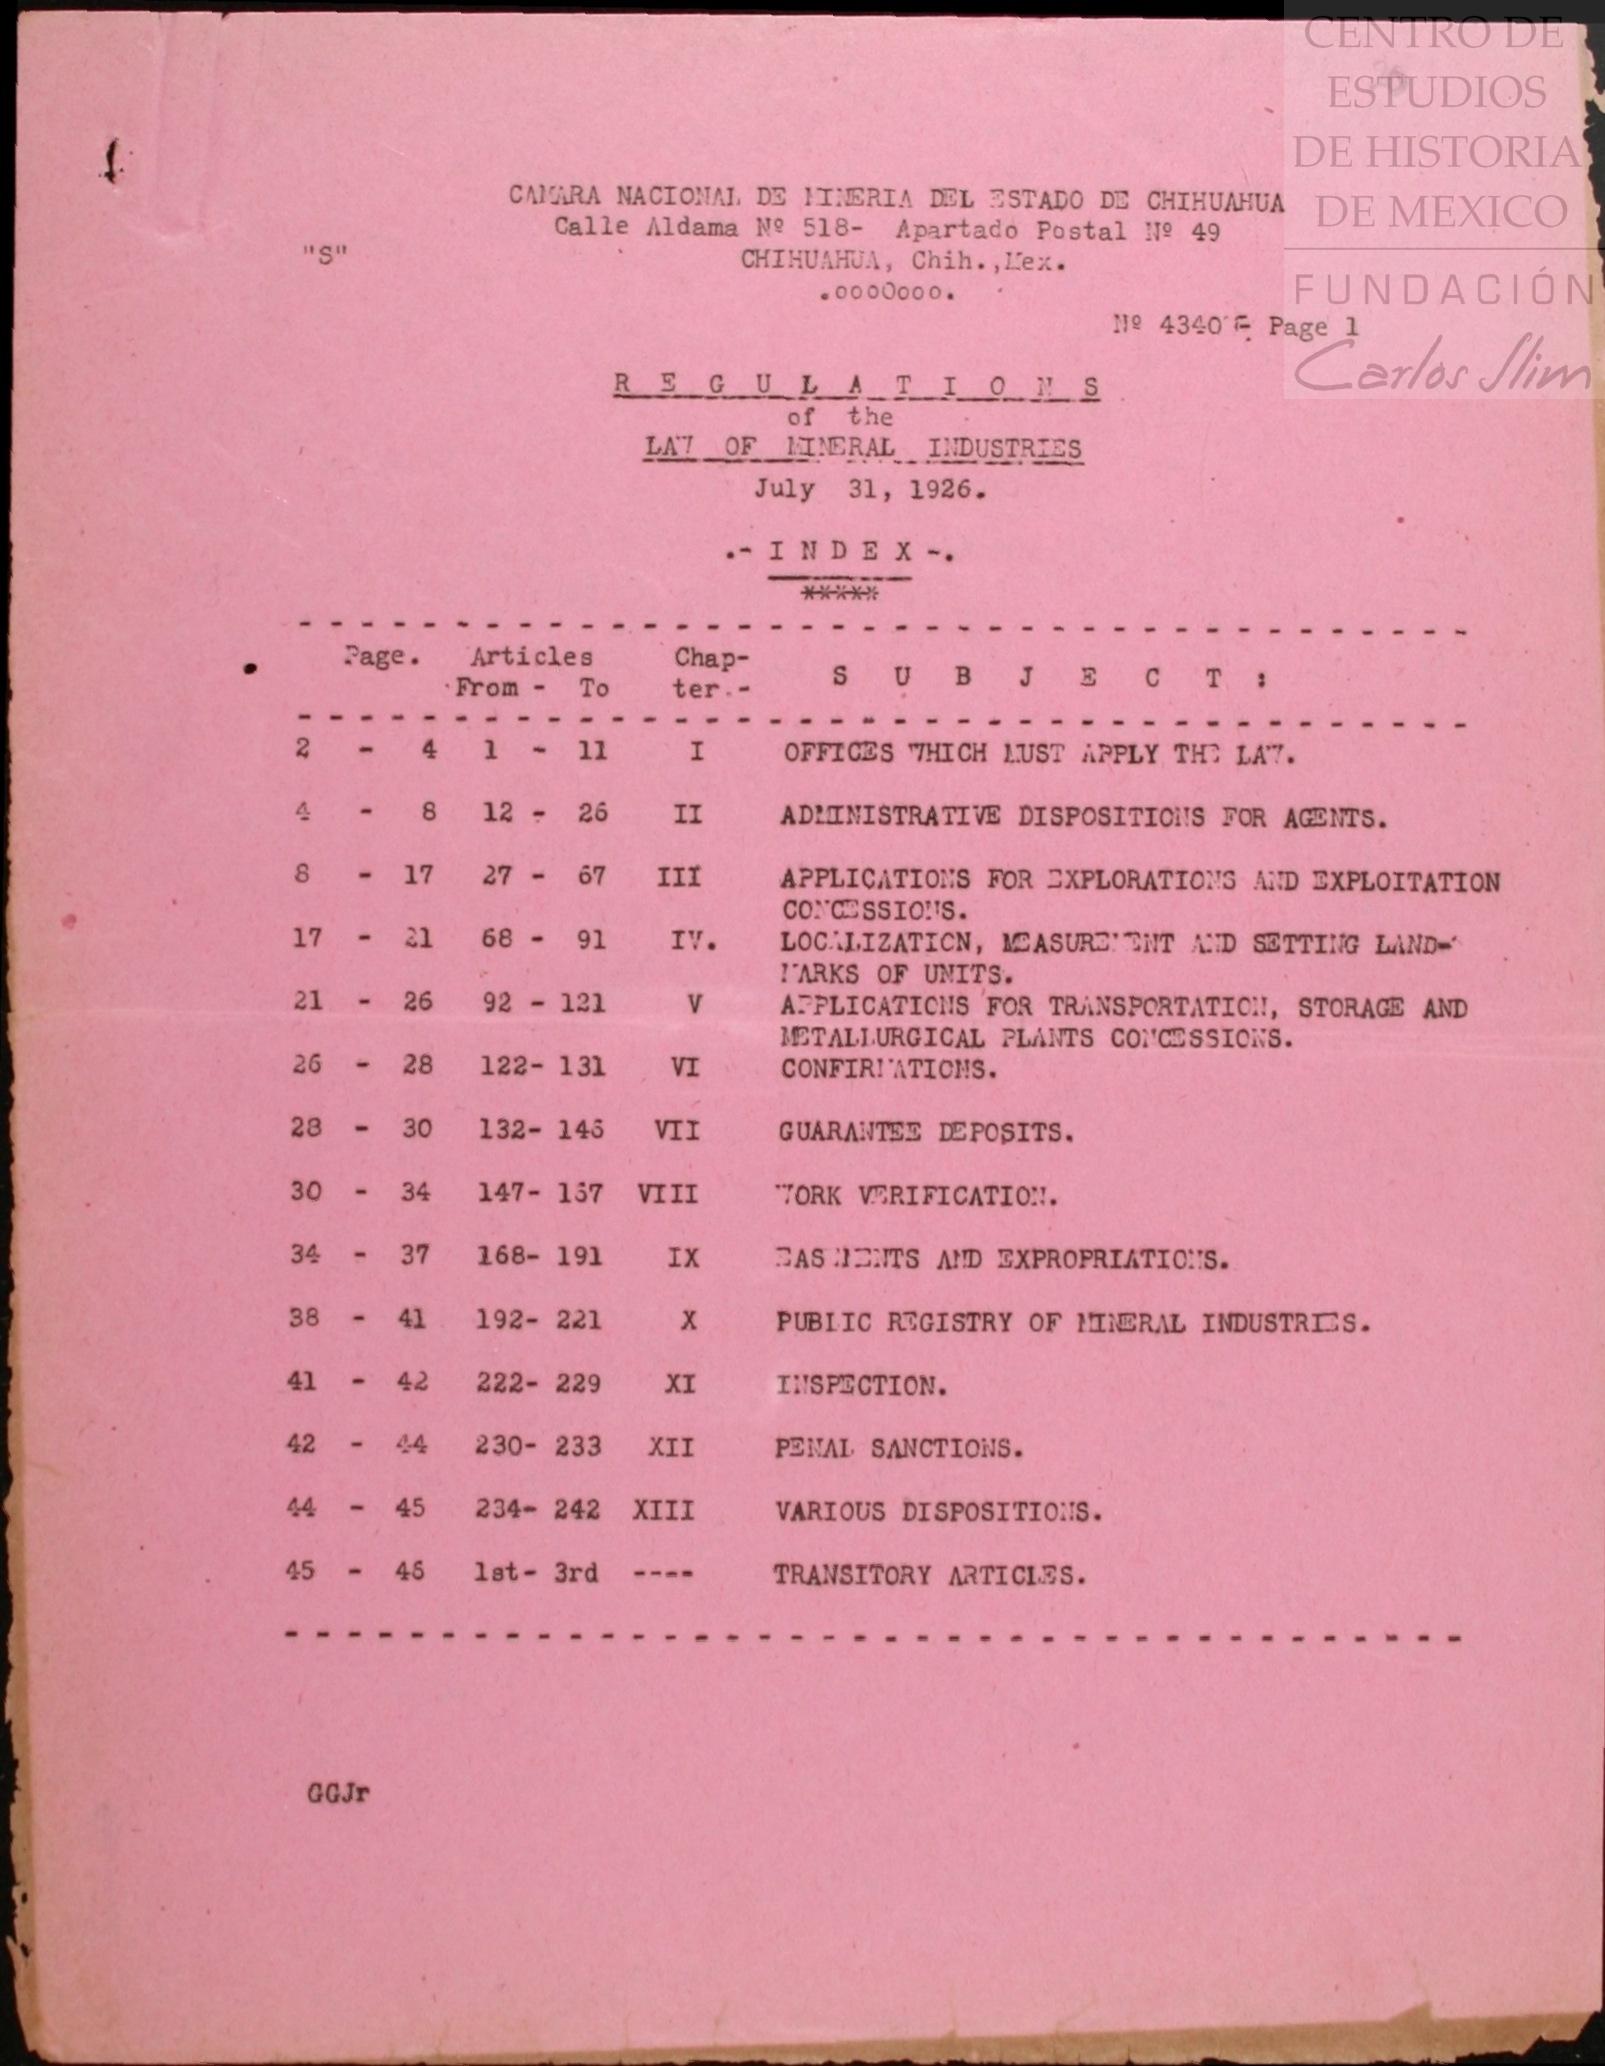 CENTRO DE
ESTUDIOS
DE HISTORIA
DE MEXICO
FUNDACIÓN
Carlos Slim
CAMARA NACIONAL DE MINERIA DEL ESTADO DE CHIHUAHUA
Calle Aldama Nº 518- Apartado Postal Nº 49
"S"
CHIHUAHUA, Chih.,Mex.
.ooo0ooo.
Nº 4340 - Page 1
R E G U L A T I O N S
of the
LAW OF MINERAL INDUSTRIES
July 31, 1926.
.- I N D E X -.
*****
Page. Articles Chap- S U B J E C T :
From - To ter.-
2 - 4 1 - 11 I OFFICES WHICH MUST APPLY THE LAW.
4 - 8 12 - 26 II ADMINISTRATIVE DISPOSITIONS FOR AGENTS.
8 - 17 27 - 67 III APPLICATIONS FOR EXPLORATIONS AND EXPLOITATION
CONCESSIONS.
17 - 21 68 - 91 IV. LOCALIZATION, MEASUREMENT AND SETTING LAND-
MARKS OF UNITS.
21 - 26 92 - 121 V APPLICATIONS FOR TRANSPORTATION, STORAGE AND
METALLURGICAL PLANTS CONCESSIONS.
26 - 28 122- 131 VI CONFIRMATIONS.
28 - 30 132- 146 VII GUARANTEE DEPOSITS.
30 - 34 147- 167 VIII WORK VERIFICATION.
34 - 37 168- 191 IX EASMENTS AND EXPROPRIATIONS.
38 - 41 192- 221 X PUBLIC REGISTRY OF MINERAL INDUSTRIES.
41 - 42 222- 229 XI INSPECTION.
42 - 44 230- 233 XII PENAL SANCTIONS.
44 - 45 234- 242 XIII VARIOUS DISPOSITIONS.
45 - 46 1st- 3rd ---- TRANSITORY ARTICLES.
GGJr